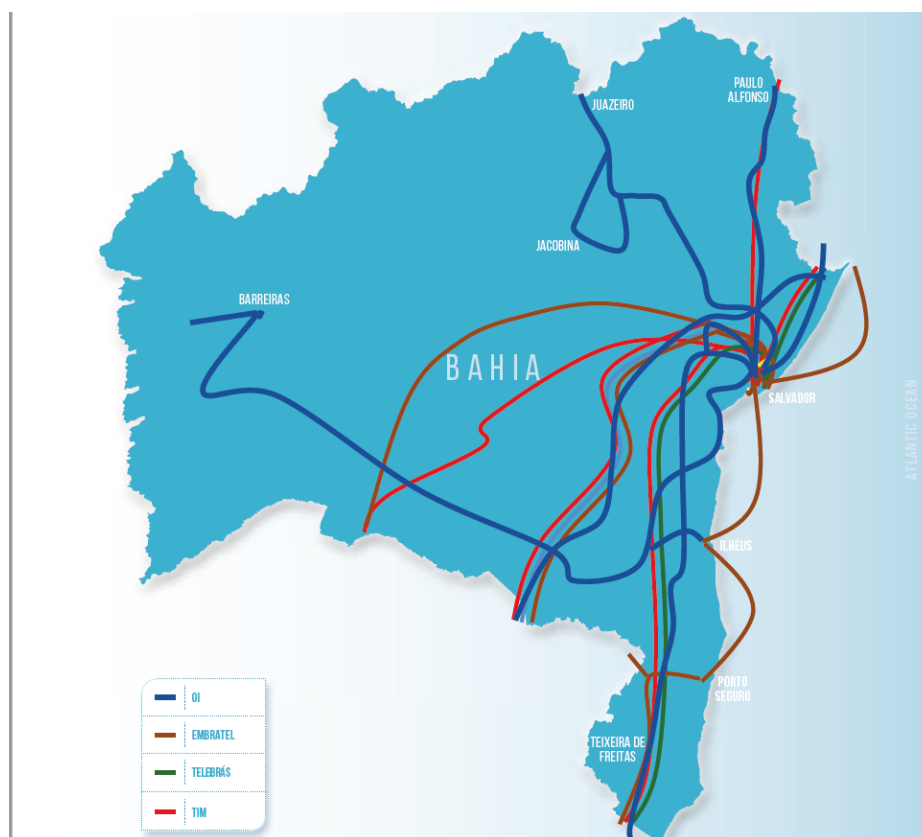 PAULO
ALFONSO
JUAZEIRO
JACOBINA
BARREIRAS
BAHIA
SALVADOR
ATLANTIC OCEAN
ILHÉUS
PORTO
SEGURO
TEIXEIRA DE
FREITAS
OI
EMBRATEL
TELEBRÁS
TIM